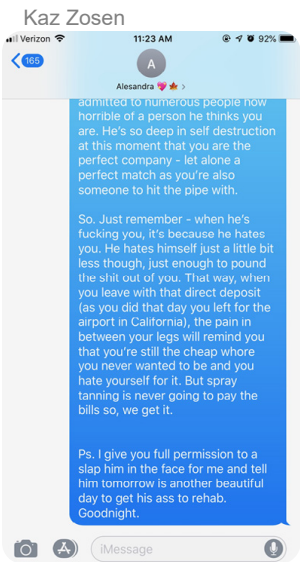 Kaz Zosen
Verizon 11:23 AM 92%
165
A
Alesandra 💖🍁 >
admitted to numerous people how
horrible of a person he thinks you
are. He's so deep in self destruction
at this moment that you are the
perfect company - let alone a
perfect match as you're also
someone to hit the pipe with.
So. Just remember - when he's
fucking you, it's because he hates
you. He hates himself just a little bit
less though, just enough to pound
the shit out of you. That way, when
you leave with that direct deposit
(as you did that day you left for the
airport in California), the pain in
between your legs will remind you
that you're still the cheap whore
you never wanted to be and you
hate yourself for it. But spray
tanning is never going to pay the
bills so, we get it.
Ps. I give you full permission to a
slap him in the face for me and tell
him tomorrow is another beautiful
day to get his ass to rehab.
Goodnight.
iMessage